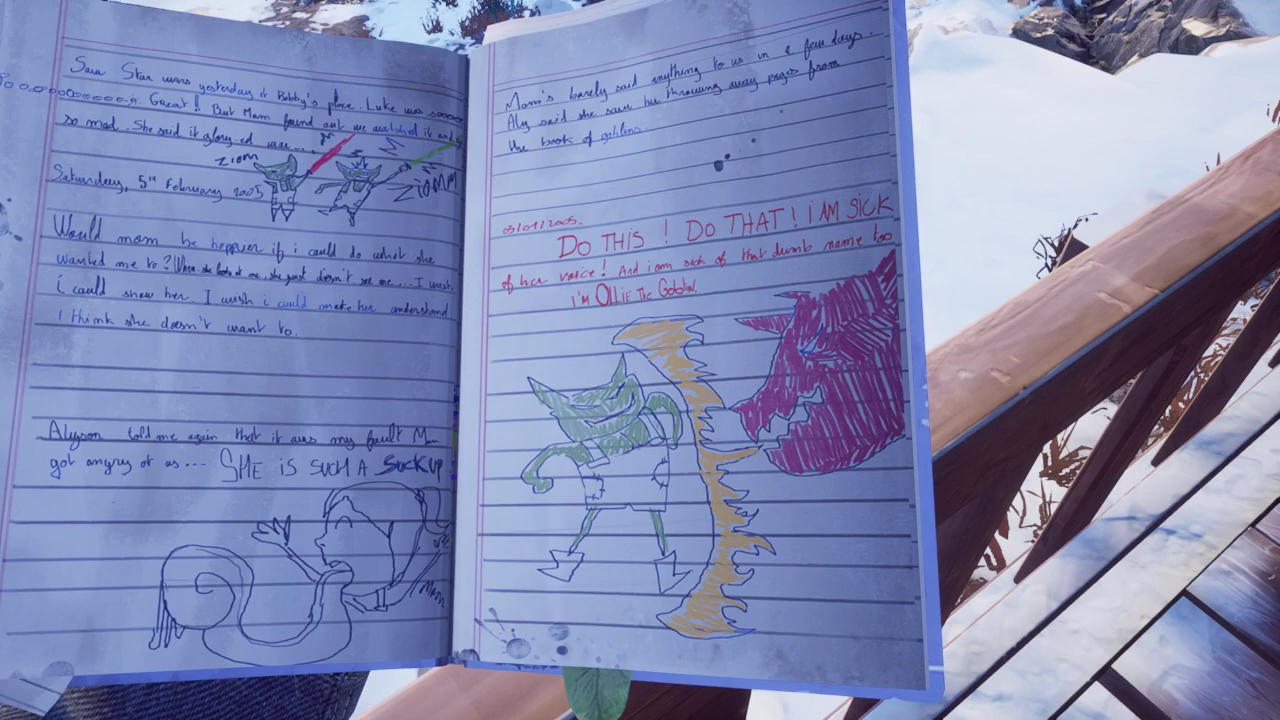 Saw Star wars yesterday at Bobby's place. Luke was sooooo
ooo.o.ooooooooo.o. Great! But Mom found out we watched it and
so mad. She said it glory ed war...
ZIOM
ZIOMM
Saturday, 5th February 2005
Would mom be happier if i could do what she
wanted me to? When she looks at me, she just doesn't see me... I wish
i could show her. I wish i could make her understand
I think she doesn't want to.
Alyson told me again that it was my fault Mom
got angry at us... SHE IS SUCH A SUCK UP
Mom
Mom's barely said anything to us in a few days.
Aly said she saw her throwing away pages from
the book of goblins.
2005.
DO THIS! DO THAT! I AM SICK
of her voice! And i am sick of that dumb name too
I'M OLLIE The Goblin.